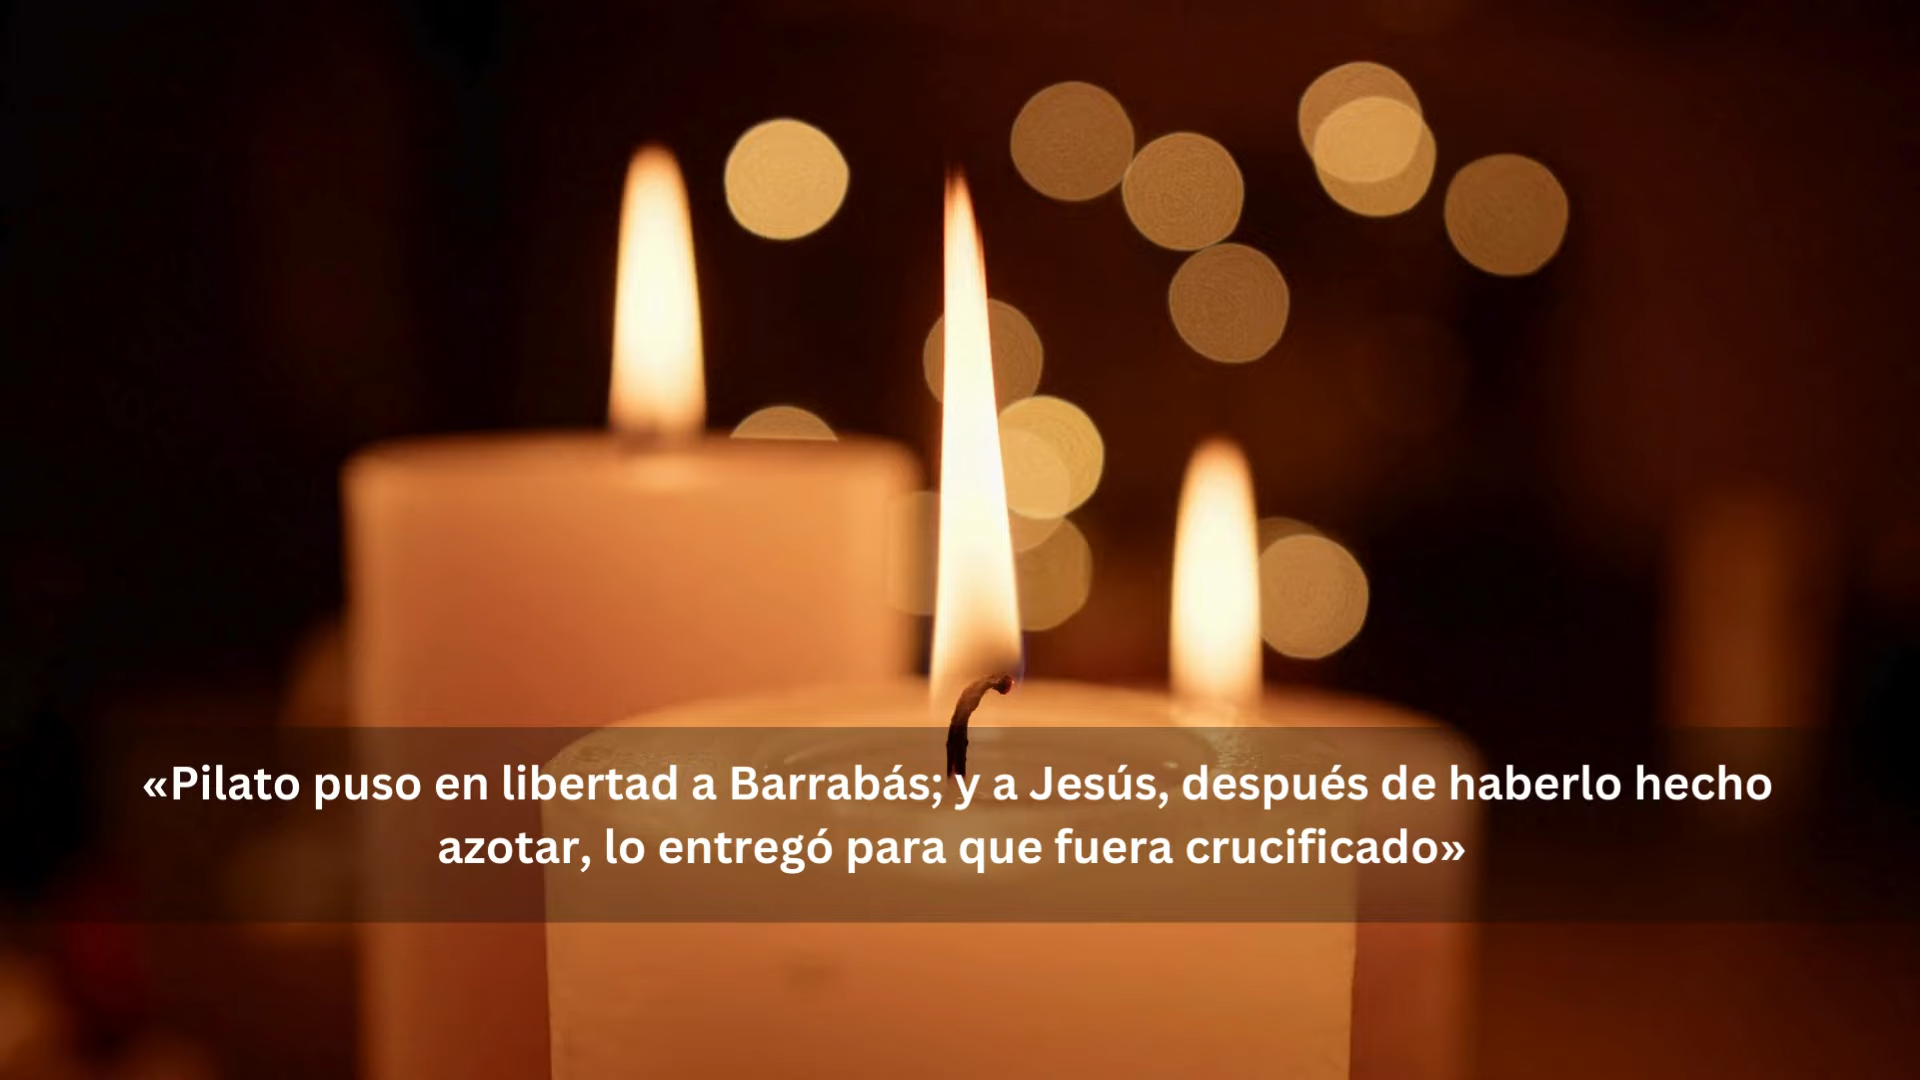 «Pilato puso en libertad a Barrabás; y a Jesús, después de haberlo hecho
azotar, lo entregó para que fuera crucificado»